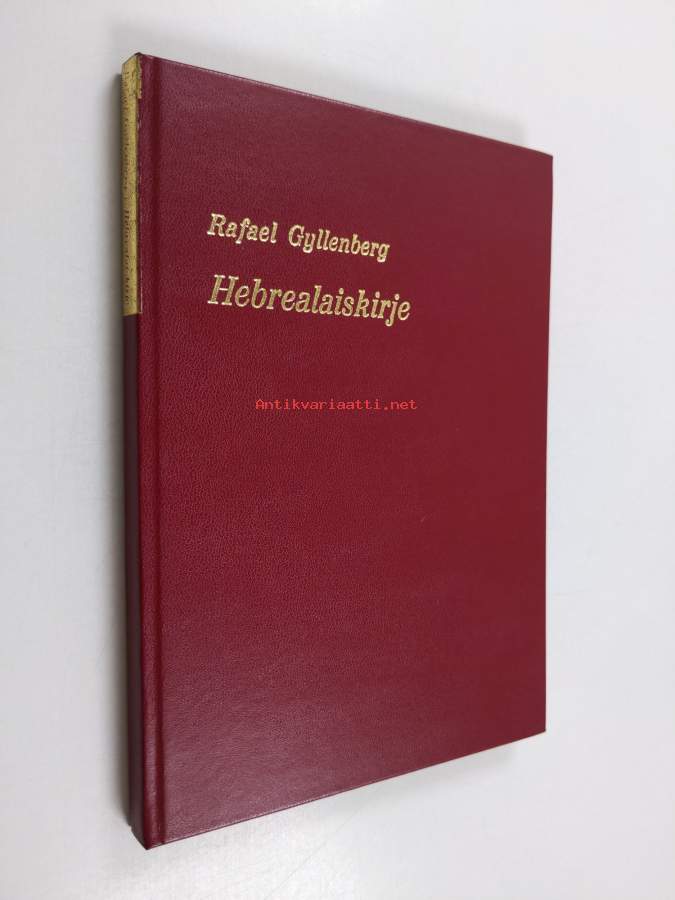 Rafael Gyllenberg
Hebrealaiskirje
Antikvariaatti.net